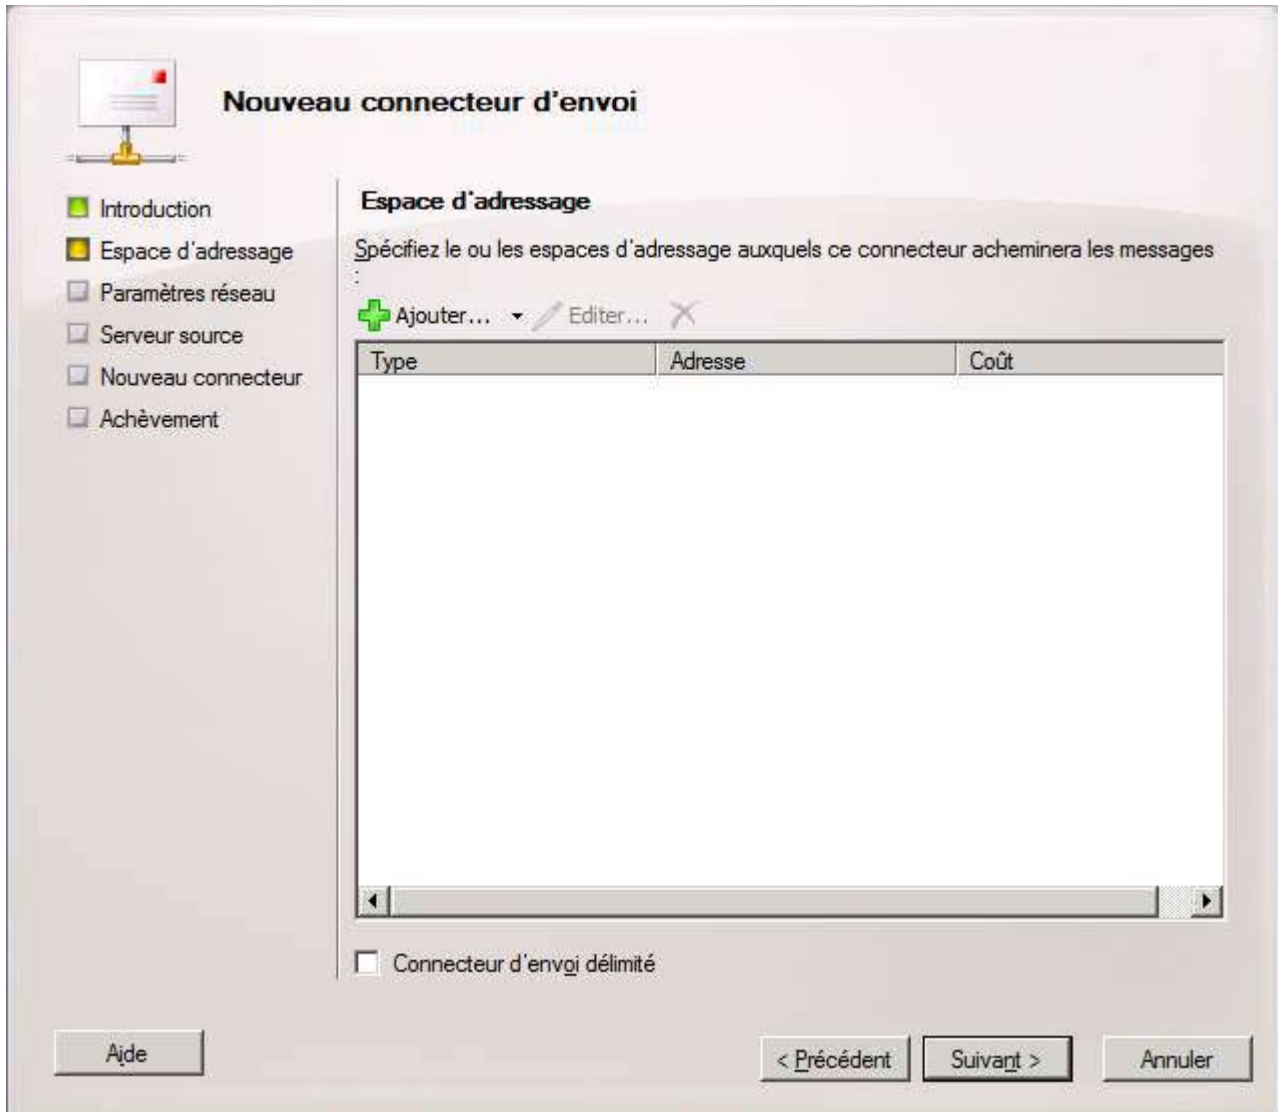 Nouveau connecteur d'envoi
Introduction
Espace d'adressage
Paramètres réseau
Serveur source
Nouveau connecteur
Achèvement
Espace d'adressage
Spécifiez le ou les espaces d'adressage auxquels ce connecteur acheminera les messages
:
Ajouter... Editer...
Type Adresse Coût
Connecteur d'envoi délimité
Aide < Précédent Suivant > Annuler